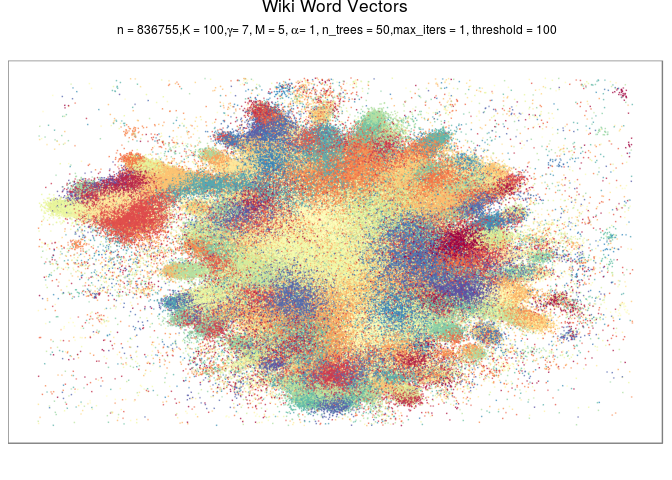 Wiki Word Vectors
n = 836755,K = 100,γ= 7, M = 5, α= 1, n_trees = 50,max_iters = 1, threshold = 100